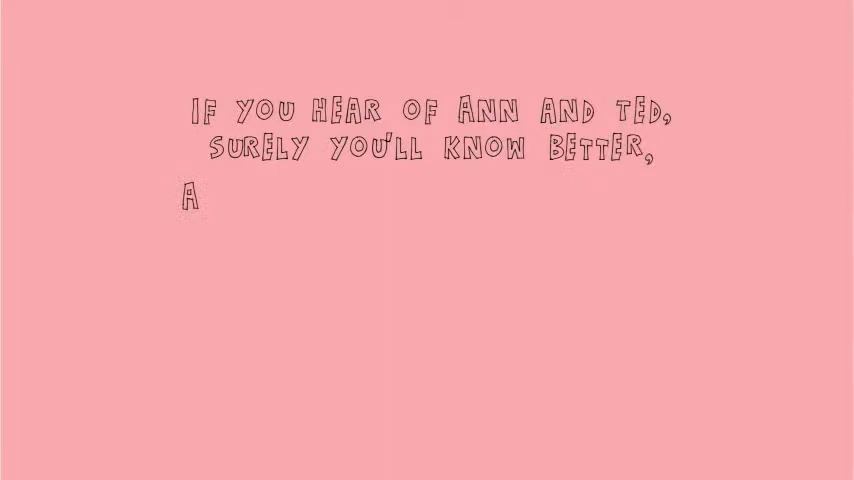 IF YOU HEAR OF ANN AND TED,
SURELY YOU'LL KNOW BETTER,
A